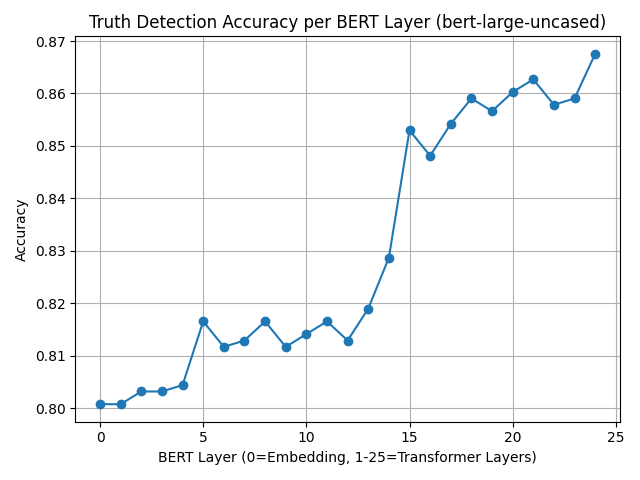 Truth Detection Accuracy per BERT Layer (bert-large-uncased)
0.87
0.86
0.85
0.84
0.83
0.82
0.81
0.80
Accuracy
0 5 10 15 20 25
BERT Layer (0=Embedding, 1-25=Transformer Layers)